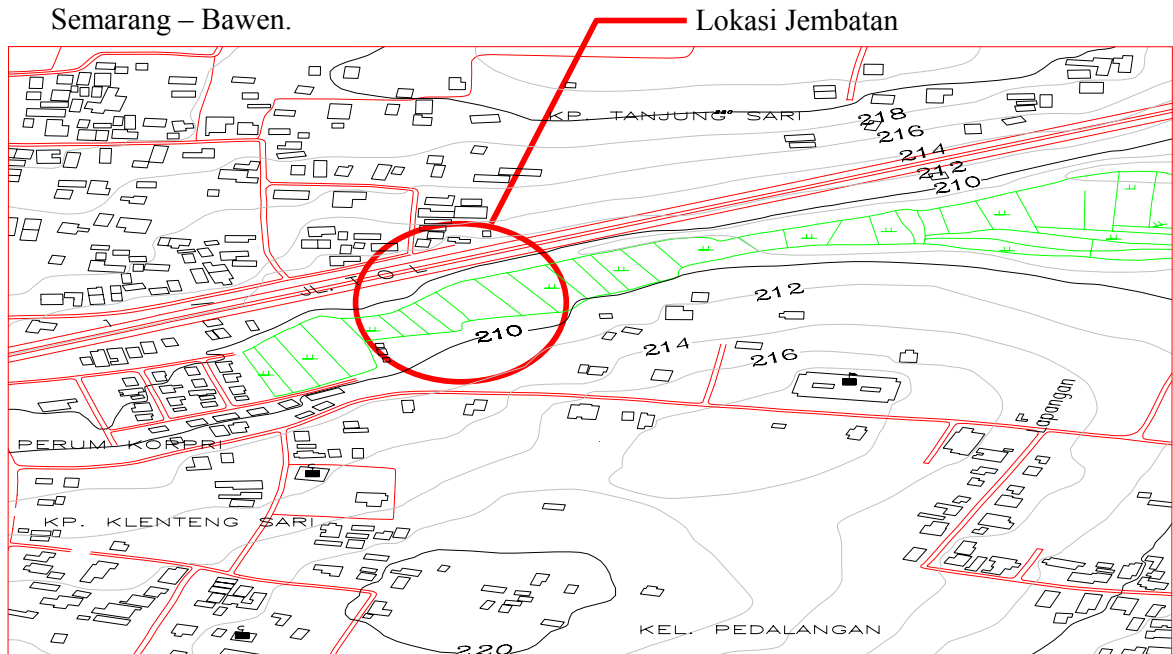 Semarang – Bawen.
Lokasi Jembatan
KP. TANJUNG SARI
218
216
214
212
210
JL. TOL
212
210
214
216
Lapangan
PERUM KORPRI
KP. KLENTENG SARI
KEL. PEDALANGAN
220